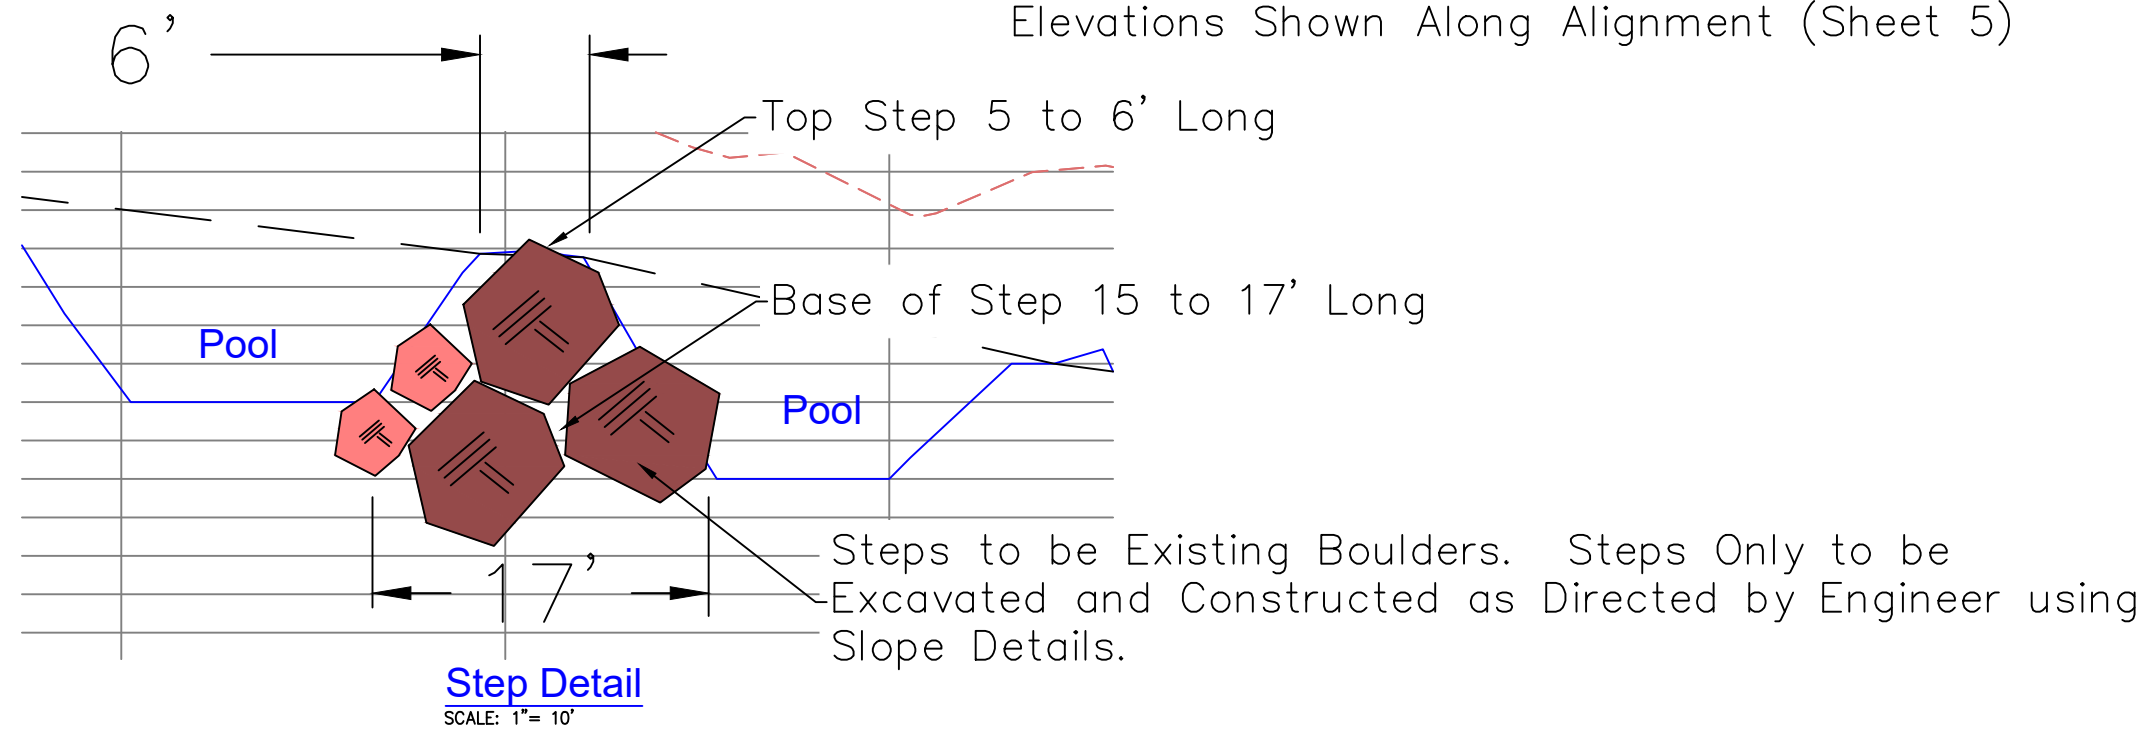 Elevations Shown Along Alignment (Sheet 5)
6'
Top Step 5 to 6' Long
Base of Step 15 to 17' Long
Pool
Pool
Steps to be Existing Boulders.  Steps Only to be
Excavated and Constructed as Directed by Engineer using
Slope Details.
17'
Step Detail
SCALE: 1"= 10'